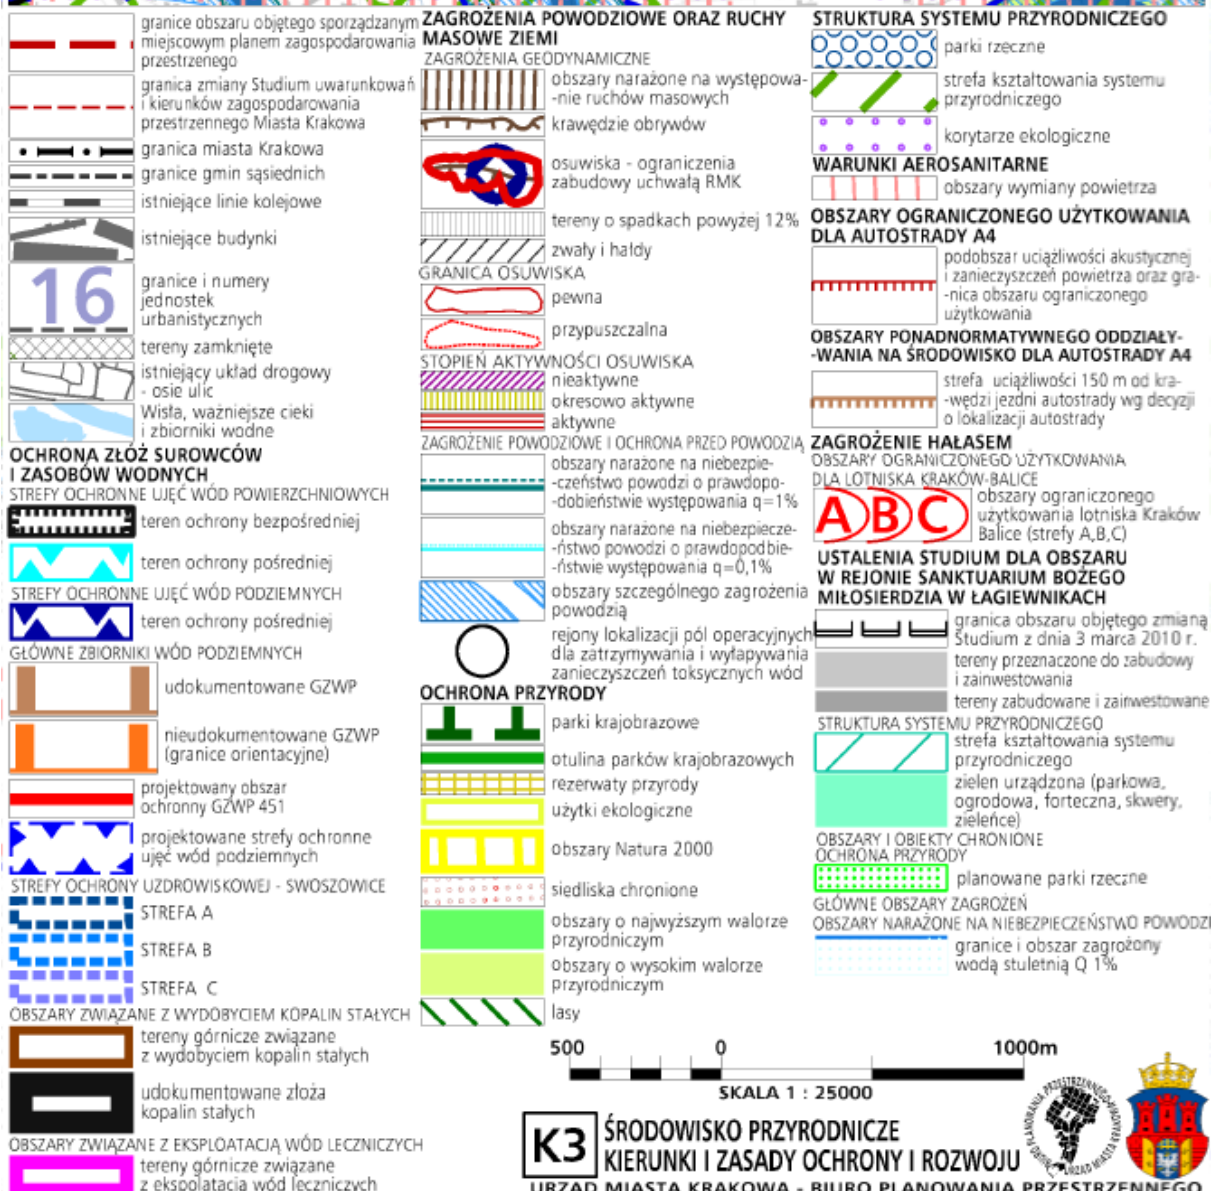 granice obszaru objętego sporządzanym
miejscowym planem zagospodarowania
przestrzenego
granica zmiany Studium uwarunkowań
i kierunków zagospodarowania
przestrzennego Miasta Krakowa
granica miasta Krakowa
granice gmin sąsiednich
istniejące linie kolejowe
istniejące budynki
16
granice i numery
jednostek
urbanistycznych
tereny zamknięte
istniejący układ drogowy
- osie ulic
Wisła, ważniejsze cieki
i zbiorniki wodne
OCHRONA ZŁÓŻ SUROWCÓW
I ZASOBÓW WODNYCH
STREFY OCHRONNE UJĘĆ WÓD POWIERZCHNIOWYCH
teren ochrony bezpośredniej
teren ochrony pośredniej
STREFY OCHRONNE UJĘĆ WÓD PODZIEMNYCH
teren ochrony pośredniej
GŁÓWNE ZBIORNIKI WÓD PODZIEMNYCH
udokumentowane GZWP
nieudokumentowane GZWP
(granice orientacyjne)
projektowany obszar
ochronny GZWP 451
projektowane strefy ochronne
ujęć wód podziemnych
STREFY OCHRONY UZDROWISKOWEJ - SWOSZOWICE
STREFA A
STREFA B
STREFA C
OBSZARY ZWIĄZANE Z WYDOBYCIEM KOPALIN STAŁYCH
tereny górnicze związane
z wydobyciem kopalin stałych
udokumentowane złoża
kopalin stałych
OBSZARY ZWIĄZANE Z EKSPLOATACJĄ WÓD LECZNICZYCH
tereny górnicze związane
z ekspolatacją wód leczniczych
ZAGROŻENIA POWODZIOWE ORAZ RUCHY
MASOWE ZIEMI
ZAGROŻENIA GEODYNAMICZNE
obszary narażone na występowa-
-nie ruchów masowych
krawędzie obrywów
osuwiska - ograniczenia
zabudowy uchwałą RMK
tereny o spadkach powyżej 12%
zwały i hałdy
GRANICA OSUWISKA
pewna
przypuszczalna
STOPIEŃ AKTYWNOŚCI OSUWISKA
nieaktywne
okresowo aktywne
aktywne
ZAGROŻENIE POWODZIOWE I OCHRONA PRZED POWODZIĄ
obszary narażone na niebezpie-
-czeństwo powodzi o prawdopo-
-dobieństwie występowania q=1%
obszary narażone na niebezpiecze-
-ństwo powodzi o prawdopodbie-
-ństwie występowania q=0,1%
obszary szczególnego zagrożenia
powodzią
rejony lokalizacji pól operacyjnych
dla zatrzymywania i wyłapywania
zanieczyszczeń toksycznych wód
OCHRONA PRZYRODY
parki krajobrazowe
otulina parków krajobrazowych
rezerwaty przyrody
użytki ekologiczne
obszary Natura 2000
siedliska chronione
obszary o najwyższym walorze
przyrodniczym
obszary o wysokim walorze
przyrodniczym
lasy
STRUKTURA SYSTEMU PRZYRODNICZEGO
parki rzeczne
strefa kształtowania systemu
przyrodniczego
korytarze ekologiczne
WARUNKI AEROSANITARNE
obszary wymiany powietrza
OBSZARY OGRANICZONEGO UŻYTKOWANIA
DLA AUTOSTRADY A4
podobszar uciążliwości akustycznej
i zanieczyszczeń powietrza oraz gra-
-nica obszaru ograniczonego
użytkowania
OBSZARY PONADNORMATYWNEGO ODDZIAŁY-
-WANIA NA ŚRODOWISKO DLA AUTOSTRADY A4
strefa uciążliwości 150 m od kra-
-wędzi jezdni autostrady wg decyzji
o lokalizacji autostrady
ZAGROŻENIE HAŁASEM
OBSZARY OGRANICZONEGO UŻYTKOWANIA
DLA LOTNISKA KRAKÓW-BALICE
A B C
obszary ograniczonego
użytkowania lotniska Kraków
Balice (strefy A,B,C)
USTALENIA STUDIUM DLA OBSZARU
W REJONIE SANKTUARIUM BOŻEGO
MIŁOSIERDZIA W ŁAGIEWNIKACH
granica obszaru objętego zmianą
Studium z dnia 3 marca 2010 r.
tereny przeznaczone do zabudowy
i zainwestowania
tereny zabudowane i zainwestowane
STRUKTURA SYSTEMU PRZYRODNICZEGO
strefa kształtowania systemu
przyrodniczego
zielen urządzona (parkowa,
ogrodowa, forteczna, skwery,
zieleńce)
OBSZARY I OBIEKTY CHRONIONE
OCHRONA PRZYRODY
planowane parki rzeczne
GŁÓWNE OBSZARY ZAGROŻEŃ
OBSZARY NARAŻONE NA NIEBEZPIECZEŃSTWO POWODZI
granice i obszar zagrożony
wodą stuletnią Q 1%
500 0 1000m
SKALA 1 : 25000
K3
ŚRODOWISKO PRZYRODNICZE
KIERUNKI I ZASADY OCHRONY I ROZWOJU
URZĄD MIASTA KRAKOWA - BIURO PLANOWANIA PRZESTRZENNEGO